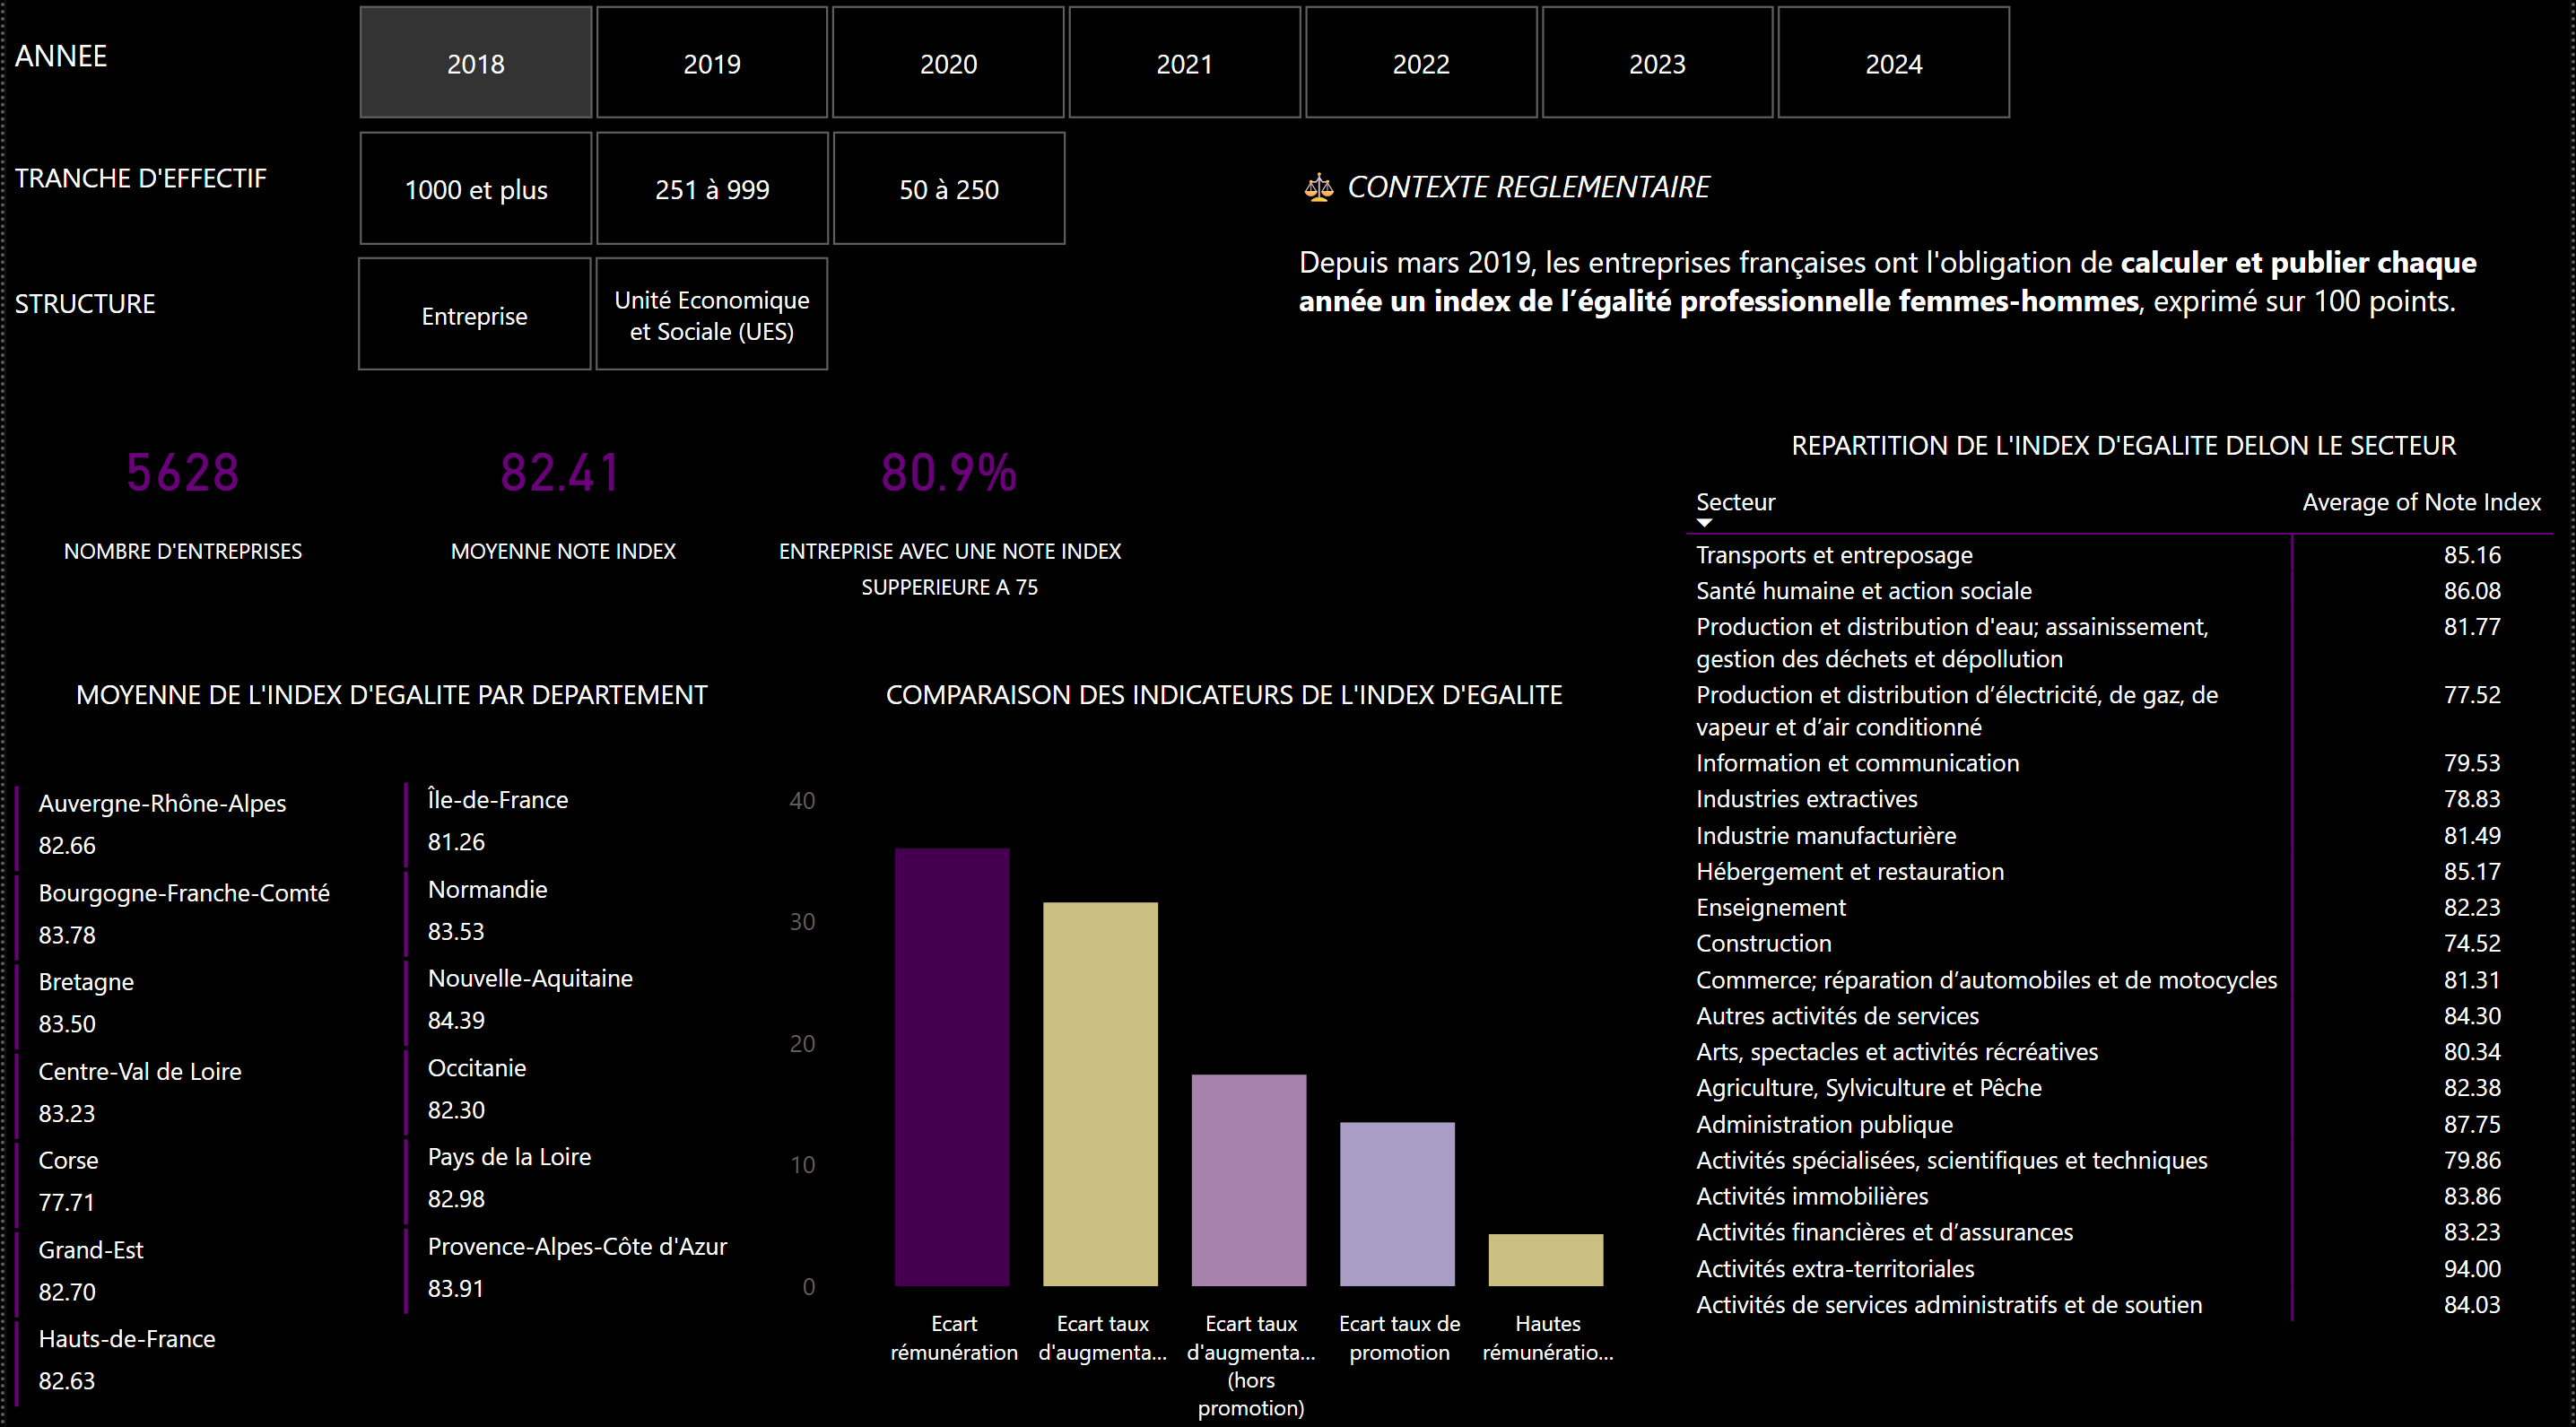 ANNEE
2018
2019
2020
2021
2022
2023
2024
TRANCHE D'EFFECTIF
1000 et plus
251 à 999
50 à 250
STRUCTURE
Entreprise
Unité Economique
et Sociale (UES)
⚖ CONTEXTE REGLEMENTAIRE
Depuis mars 2019, les entreprises françaises ont l'obligation de calculer et publier chaque
année un index de l’égalité professionnelle femmes-hommes, exprimé sur 100 points.
5628
NOMBRE D'ENTREPRISES
82.41
MOYENNE NOTE INDEX
80.9%
ENTREPRISE AVEC UNE NOTE INDEX
SUPPERIEURE A 75
MOYENNE DE L'INDEX D'EGALITE PAR DEPARTEMENT
Auvergne-Rhône-Alpes
82.66
Bourgogne-Franche-Comté
83.78
Bretagne
83.50
Centre-Val de Loire
83.23
Corse
77.71
Grand-Est
82.70
Hauts-de-France
82.63
Île-de-France
81.26
Normandie
83.53
Nouvelle-Aquitaine
84.39
Occitanie
82.30
Pays de la Loire
82.98
Provence-Alpes-Côte d'Azur
83.91
COMPARAISON DES INDICATEURS DE L'INDEX D'EGALITE
40
30
20
10
0
Ecart
rémunération
Ecart taux
d'augmenta...
Ecart taux
d'augmenta...
(hors
promotion)
Ecart taux de
promotion
Hautes
rémunératio...
REPARTITION DE L'INDEX D'EGALITE DELON LE SECTEUR
Secteur Average of Note Index
Transports et entreposage 85.16
Santé humaine et action sociale 86.08
Production et distribution d'eau; assainissement, 81.77
gestion des déchets et dépollution
Production et distribution d’électricité, de gaz, de 77.52
vapeur et d’air conditionné
Information et communication 79.53
Industries extractives 78.83
Industrie manufacturière 81.49
Hébergement et restauration 85.17
Enseignement 82.23
Construction 74.52
Commerce; réparation d’automobiles et de motocycles 81.31
Autres activités de services 84.30
Arts, spectacles et activités récréatives 80.34
Agriculture, Sylviculture et Pêche 82.38
Administration publique 87.75
Activités spécialisées, scientifiques et techniques 79.86
Activités immobilières 83.86
Activités financières et d’assurances 83.23
Activités extra-territoriales 94.00
Activités de services administratifs et de soutien 84.03